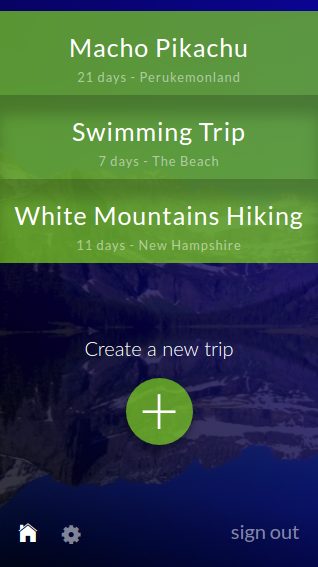 Macho Pikachu
21 days - Perukemonland
Swimming Trip
7 days - The Beach
White Mountains Hiking
11 days - New Hampshire
Create a new trip
sign out